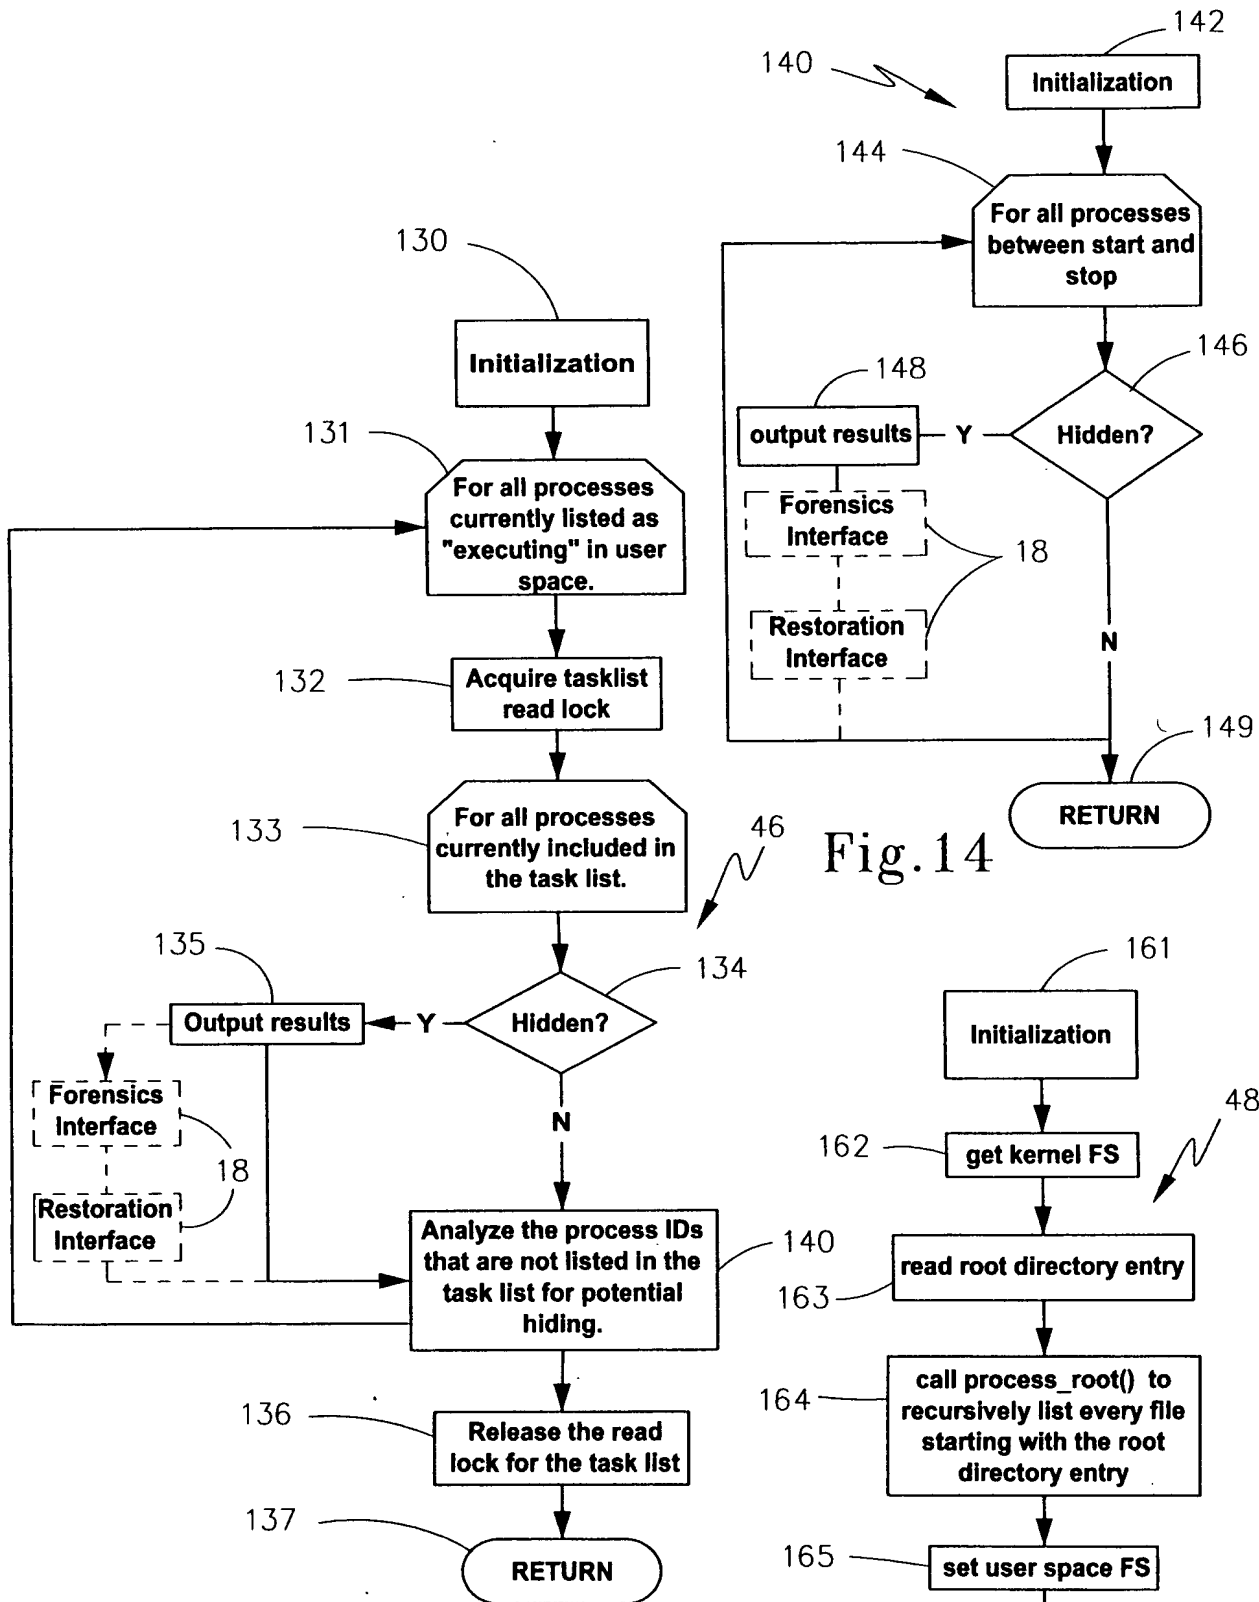 142
140
Initialization
144
For all processes
between start and
stop
146
148
output results
Y
Hidden?
Forensics
Interface
18
Restoration
Interface
N
149
RETURN
Fig.14
130
Initialization
131
For all processes
currently listed as
"executing" in user
space.
132
Acquire tasklist
read lock
133
For all processes
currently included in
the task list.
46
134
135
Output results
Y
Hidden?
Forensics
Interface
18
Restoration
Interface
N
Analyze the process IDs
that are not listed in the
task list for potential
hiding.
140
136
Release the read
lock for the task list
137
RETURN
161
Initialization
48
162
get kernel FS
163
read root directory entry
164
call process_root() to
recursively list every file
starting with the root
directory entry
165
set user space FS